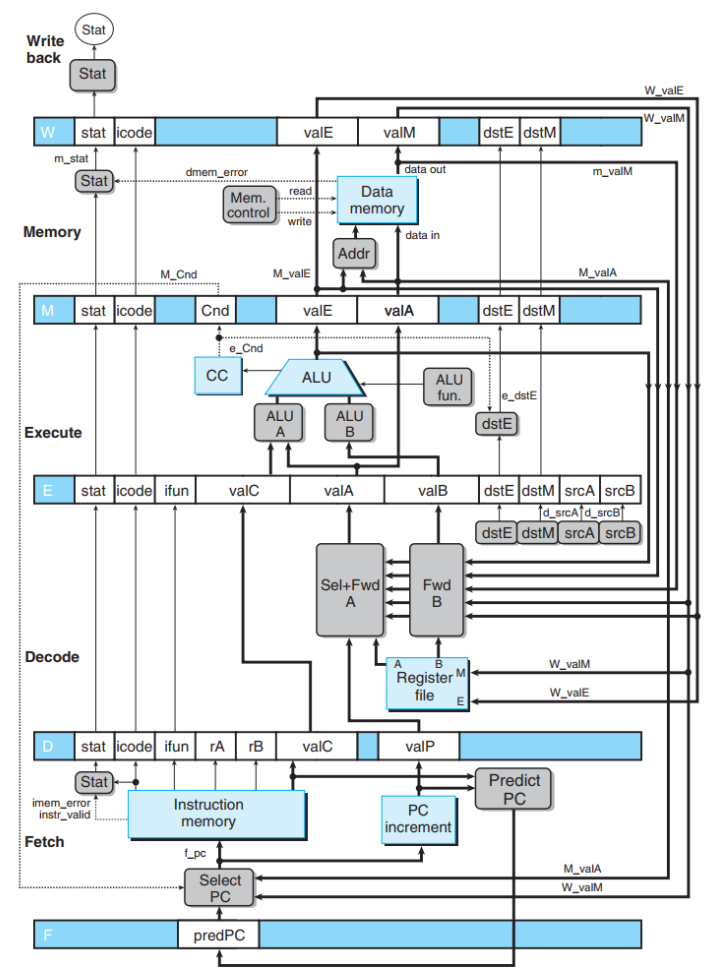 Stat
Write
back
Stat
W_valE
W stat icode valE valM dstE dstM
W_valM
m_stat
dmem_error
data out
m_valM
Stat
read
Mem.
control
write
Data
memory
Memory
data in
Addr
M_Cnd
M_valE
M_valA
M stat icode Cnd valE valA dstE dstM
e_Cnd
CC
ALU
ALU
fun.
e_dstE
ALU
A
ALU
B
dstE
Execute
E stat icode ifun valC valA valB dstE dstM srcA srcB
d_srcA d_srcB
dstE dstM srcA srcB
Sel+Fwd
A
Fwd
B
Decode
A B
M
Register
file
E
W_valM
W_valE
D stat icode ifun rA rB valC valP
Stat
imem_error
instr_valid
Instruction
memory
PC
increment
Predict
PC
Fetch
f_pc
M_valA
Select
PC
W_valM
F predPC